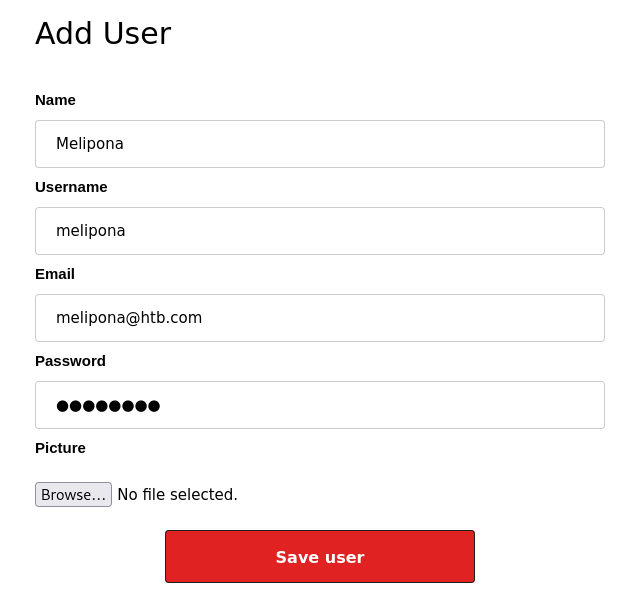 Add User
Name
Melipona
Username
melipona
Email
melipona@htb.com
Password
●●●●●●●●
Picture
Browse... No file selected.
Save user